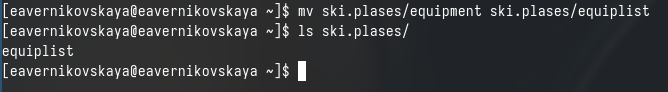 [eavernikovskaya@eavernikovskaya ~]$ mv ski.plases/equipment ski.plases/equiplist
[eavernikovskaya@eavernikovskaya ~]$ ls ski.plases/
equiplist
[eavernikovskaya@eavernikovskaya ~]$